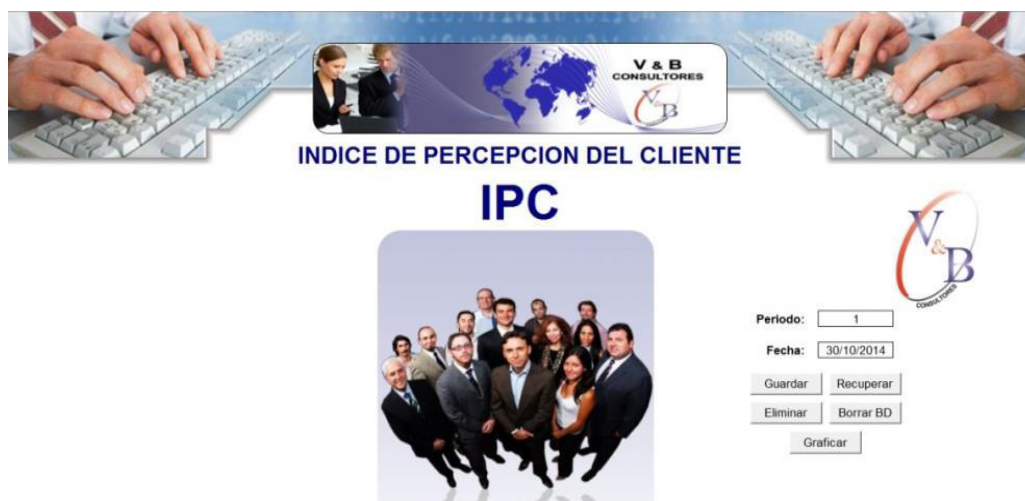 V & B
CONSULTORES
V&B
INDICE DE PERCEPCION DEL CLIENTE
IPC
V
&
B
CONSULTORES
Periodo: 1
Fecha: 30/10/2014
Guardar Recuperar
Eliminar Borrar BD
Graficar